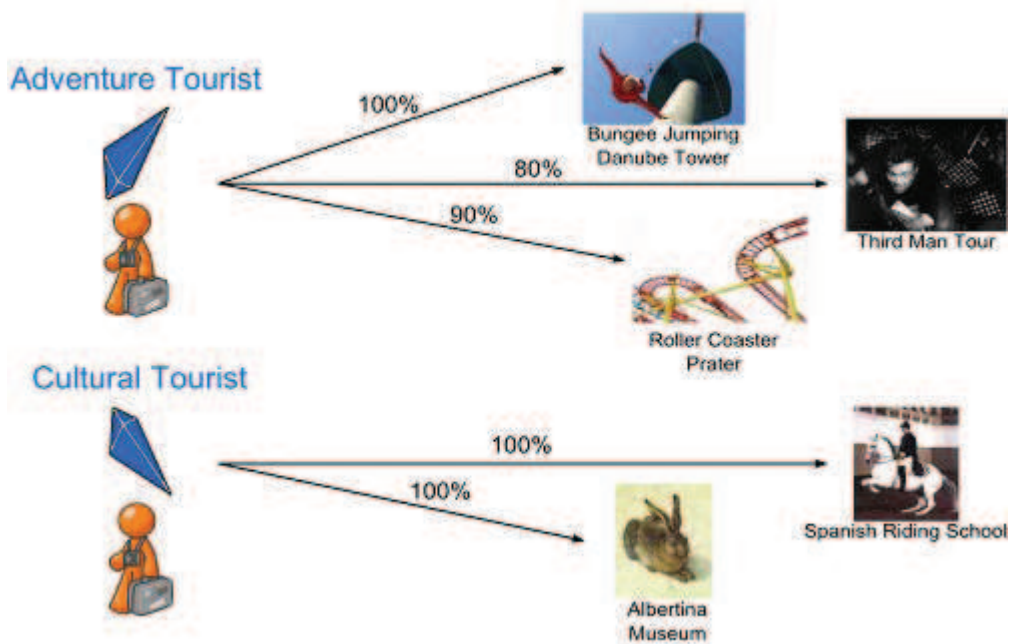 Adventure Tourist
100%
Bungee Jumping
Danube Tower
80%
Third Man Tour
90%
Roller Coaster
Prater
Cultural Tourist
100%
Spanish Riding School
100%
Albertina
Museum